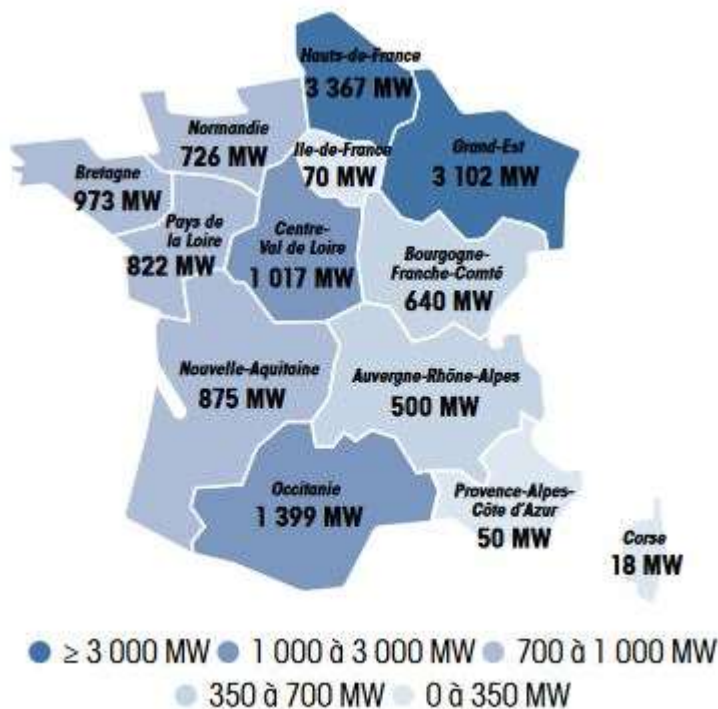 Hauts-de-France
3 367 MW
Normandie
726 MW
Ile-de-France
70 MW
Grand-Est
3 102 MW
Bretagne
973 MW
Pays de
la Loire
822 MW
Centre-
Val de Loire
1 017 MW
Bourgogne-
Franche-Comté
640 MW
Nouvelle-Aquitaine
875 MW
Auvergne-Rhône-Alpes
500 MW
Occitanie
1 399 MW
Provence-Alpes-
Côte d'Azur
50 MW
Corse
18 MW
≥ 3 000 MW 1 000 à 3 000 MW 700 à 1 000 MW
350 à 700 MW 0 à 350 MW